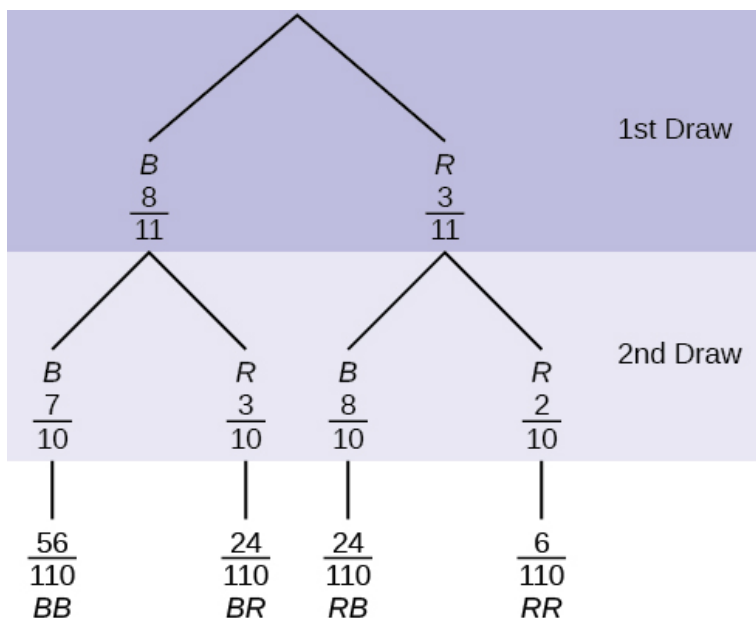 1st Draw
B R
8/11 3/11
2nd Draw
B R B R
7/10 3/10 8/10 2/10
56/110 24/110 24/110 6/110
BB BR RB RR